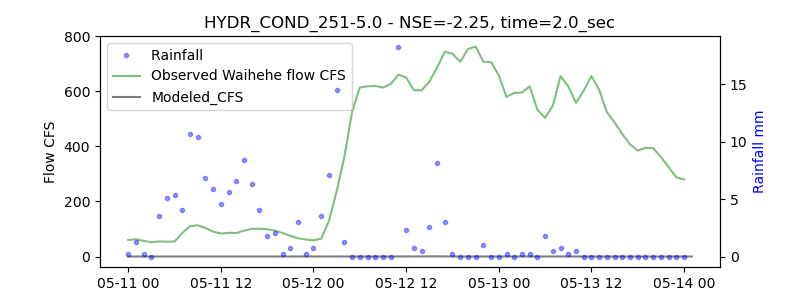 HYDR_COND_251-5.0 - NSE=-2.25, time=2.0_sec
Rainfall
Observed Waihehe flow CFS
Modeled_CFS
Flow CFS
800
600
400
200
0
15
10
5
0
Rainfall mm
05-11 00
05-11 12
05-12 00
05-12 12
05-13 00
05-13 12
05-14 00